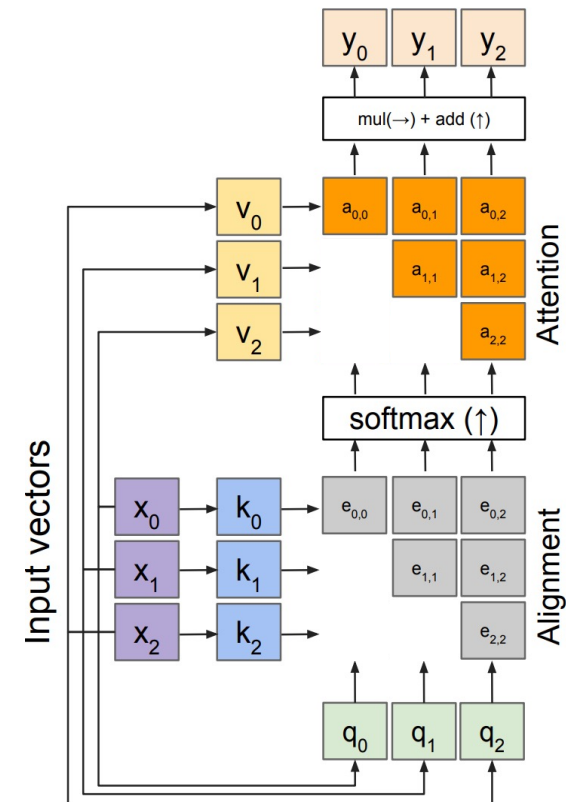 y0 y1 y2
mul(→) + add (↑)
v0 a0,0 a0,1 a0,2
v1 a1,1 a1,2
v2 a2,2
Attention
softmax (↑)
Input vectors
x0 k0 e0,0 e0,1 e0,2
x1 k1 e1,1 e1,2
x2 k2 e2,2
Alignment
q0 q1 q2